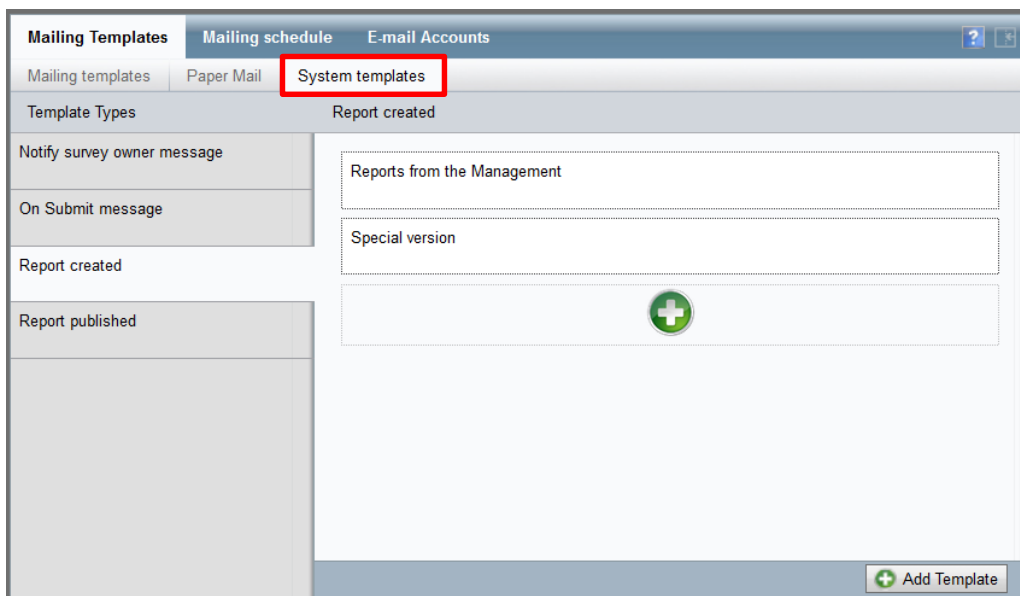 Mailing Templates Mailing schedule E-mail Accounts ?
Mailing templates Paper Mail System templates
Template Types Report created
Notify survey owner message
Reports from the Management
On Submit message
Special version
Report created
Report published
Add Template